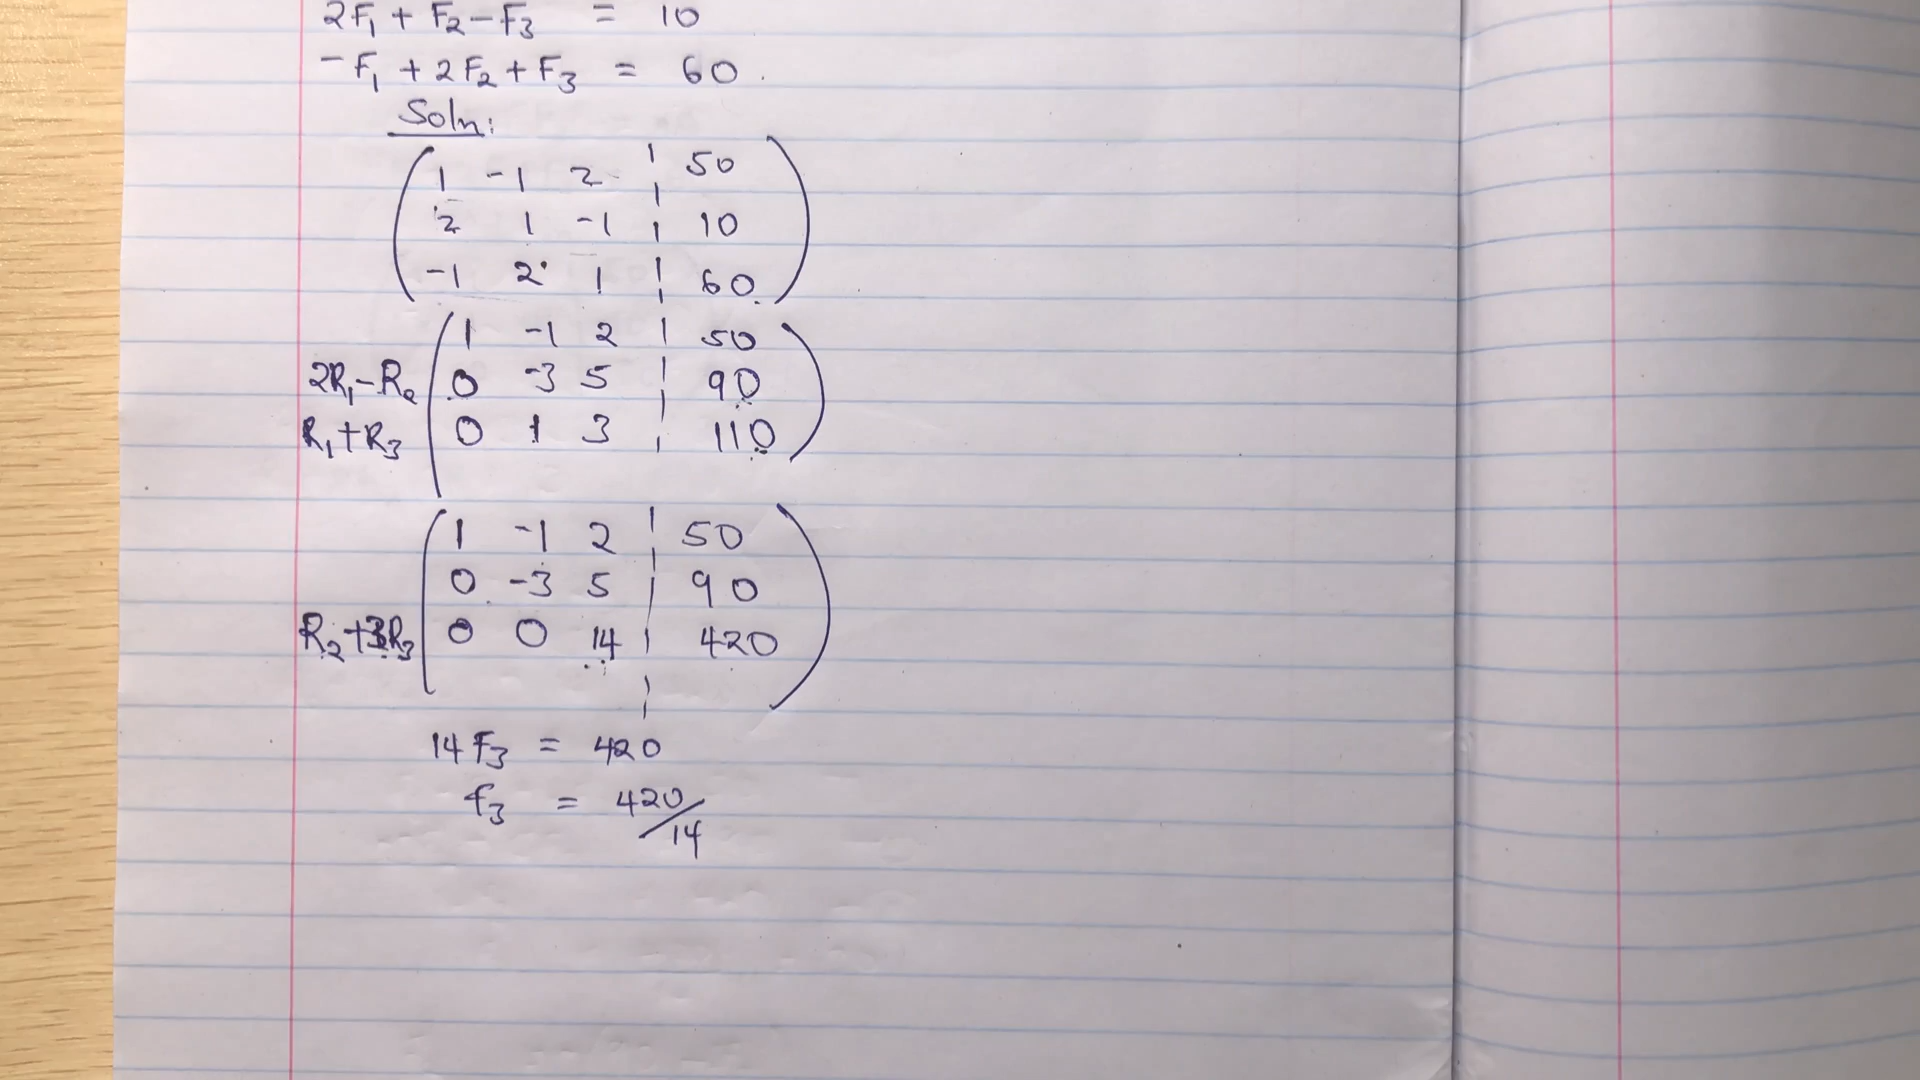 2F₁ + F₂ - F₃ = 10
-F₁ + 2F₂ + F₃ = 60.
Soln:
1 -1 2 | 50
2 1 -1 | 10
-1 2 1 | 60
1 -1 2 | 50
2R₁-R₂ 0 -3 5 | 90
R₁+R₃ 0 1 3 | 110
1 -1 2 | 50
0 -3 5 | 90
R₂+3R₃ 0 0 14 | 420
14F₃ = 420
f₃ = 420/14